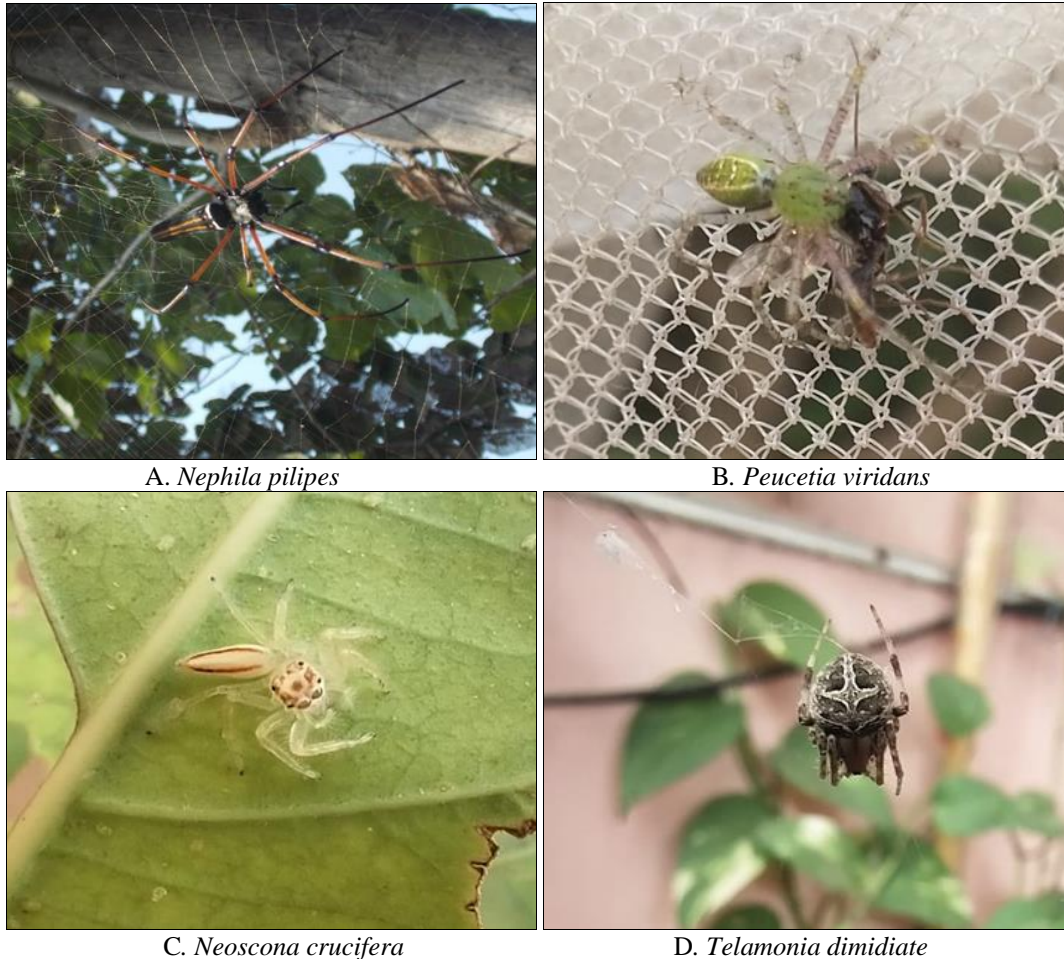 A. Nephila pilipes
B. Peucetia viridans
C. Neoscona crucifera
D. Telamonia dimidiate